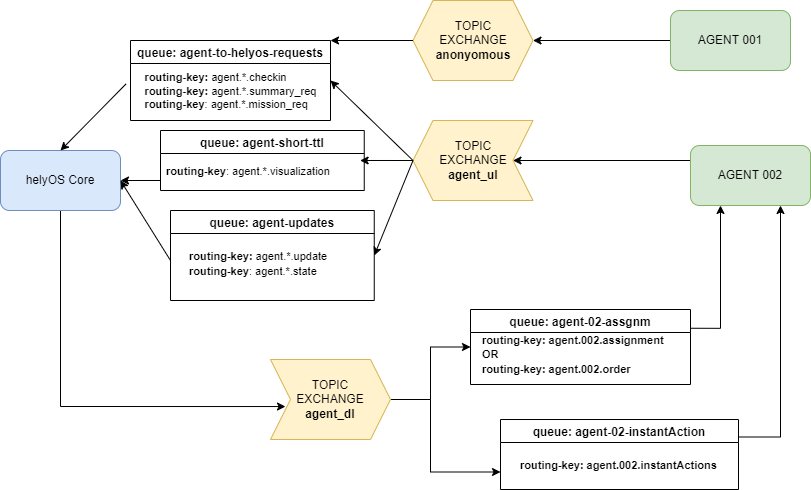 TOPIC
EXCHANGE
anonyomous
AGENT 001
queue: agent-to-helyos-requests
routing-key: agent.*.checkin
routing-key: agent.*.summary_req
routing-key: agent.*.mission_req
queue: agent-short-ttl
routing-key: agent.*.visualization
TOPIC
EXCHANGE
agent_ul
AGENT 002
helyOS Core
queue: agent-updates
routing-key: agent.*.update
routing-key: agent.*.state
queue: agent-02-assgnm
routing-key: agent.002.assignment
OR
routing-key: agent.002.order
TOPIC
EXCHANGE
agent_dl
queue: agent-02-instantAction
routing-key: agent.002.instantActions